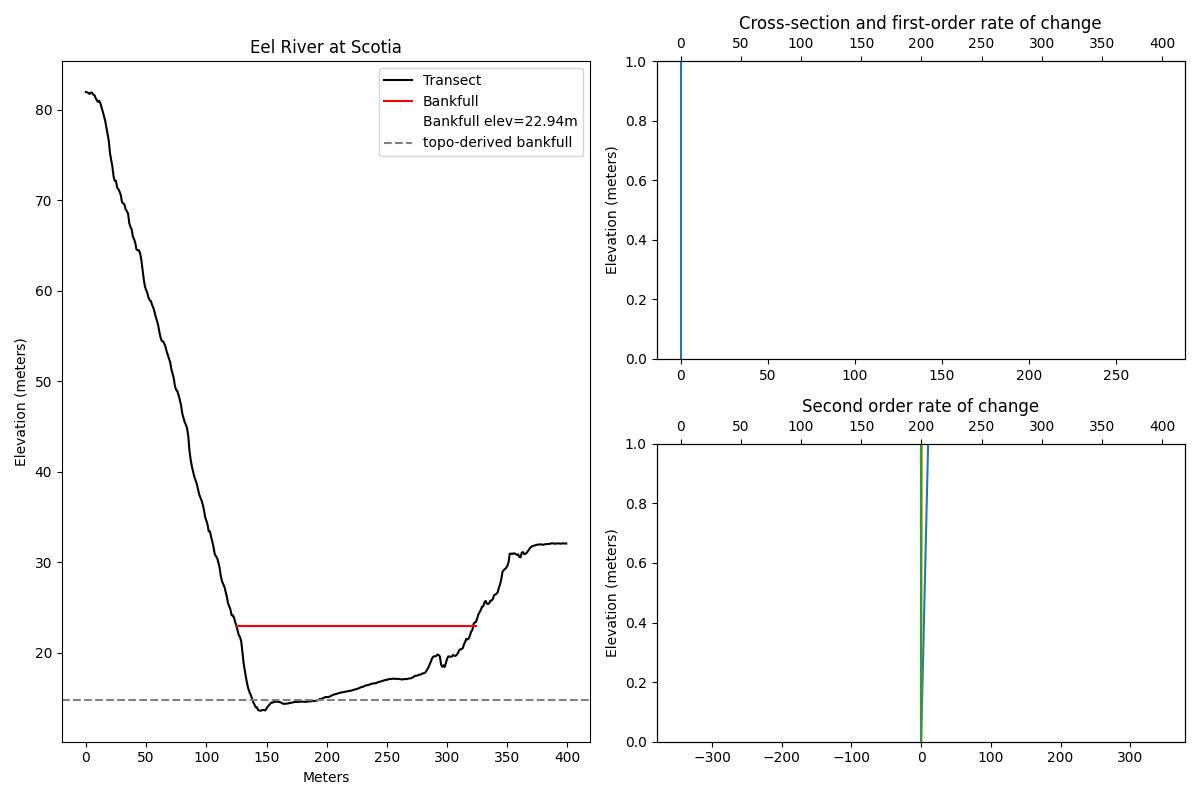 Eel River at Scotia
Elevation (meters)
80
70
60
50
40
30
20
0 50 100 150 200 250 300 350 400
Meters
Transect
Bankfull
Bankfull elev=22.94m
topo-derived bankfull
Cross-section and first-order rate of change
0 50 100 150 200 250 300 350 400
Elevation (meters)
1.0
0.8
0.6
0.4
0.2
0.0
0 50 100 150 200 250
Second order rate of change
0 50 100 150 200 250 300 350 400
Elevation (meters)
1.0
0.8
0.6
0.4
0.2
0.0
−300 −200 −100 0 100 200 300